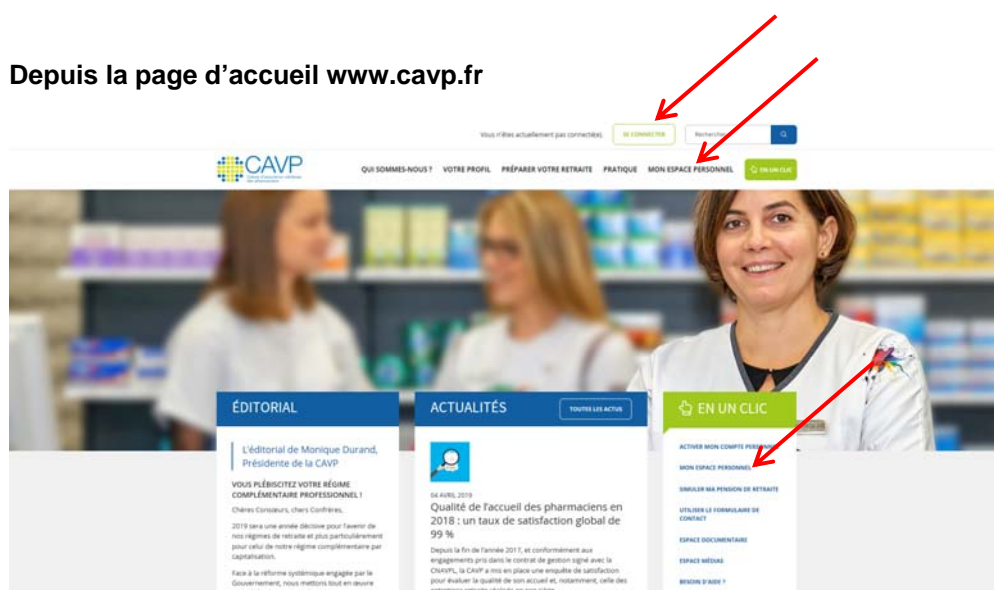 Depuis la page d'accueil www.cavp.fr
Vous n'êtes actuellement pas connecté(e).
SE CONNECTER
Rechercher
CAVP
QUI SOMMES-NOUS ?
VOTRE PROFIL
PRÉPARER VOTRE RETRAITE
PRATIQUE
MON ESPACE PERSONNEL
EN UN CLIC
ÉDITORIAL
L'éditorial de Monique Durand,
Présidente de la CAVP
VOUS PLÉBISCITEZ VOTRE RÉGIME
COMPLÉMENTAIRE PROFESSIONNEL !
Chères Consœurs, chers Confrères,
2019 sera une année décisive pour l'avenir de
nos régimes de retraite et plus particulièrement
pour celui de notre régime complémentaire par
capitalisation.
Face à la réforme systémique engagée par le
Gouvernement, nous mettons tout en œuvre
ACTUALITÉS
TOUTES LES ACTUS
04 AVRIL 2019
Qualité de l'accueil des pharmaciens en
2018 : un taux de satisfaction global de
99 %
Depuis la fin de l'année 2017, et conformément aux
engagements pris dans le contrat de gestion signé avec la
CNAVPL, la CAVP a mis en place une enquête de satisfaction
pour évaluer la qualité de son accueil et, notamment, celle des
EN UN CLIC
ACTIVER MON COMPTE PERSONNEL
MON ESPACE PERSONNEL
SIMULER MA PENSION DE RETRAITE
UTILISER LE FORMULAIRE DE
CONTACT
ESPACE DOCUMENTAIRE
ESPACE MÉDIAS
BESOIN D'AIDE ?